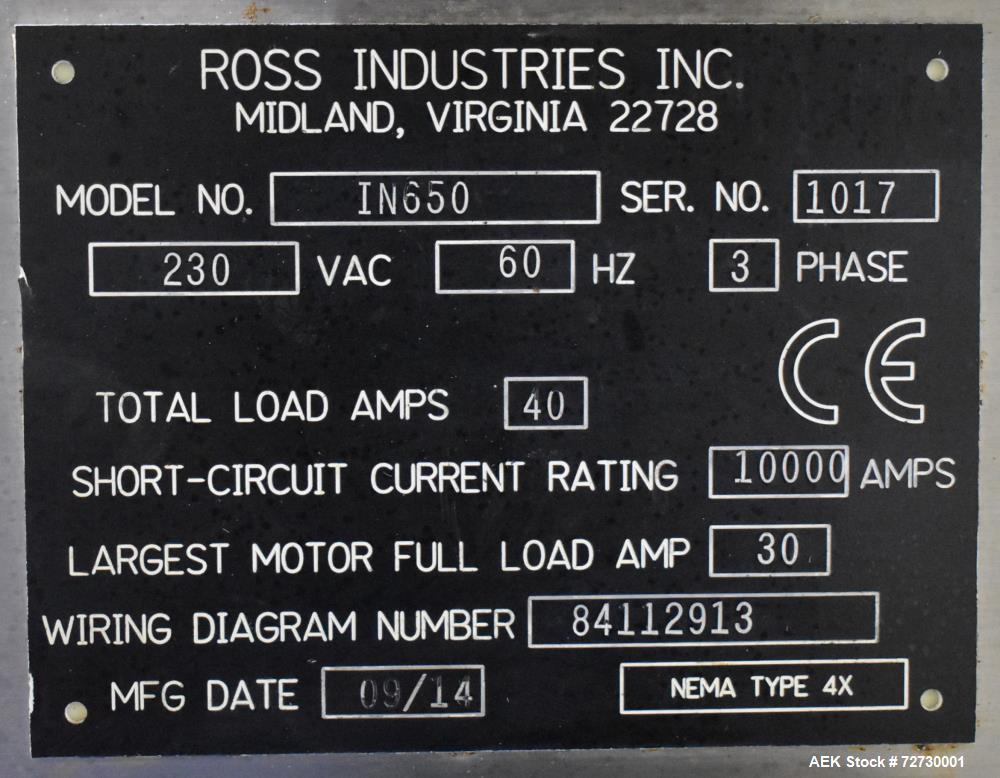 ROSS INDUSTRIES INC.
MIDLAND, VIRGINIA 22728
MODEL NO. IN650 SER. NO. 1017
230 VAC 60 HZ 3 PHASE
CE
TOTAL LOAD AMPS 40
SHORT-CIRCUIT CURRENT RATING 10000 AMPS
LARGEST MOTOR FULL LOAD AMP 30
WIRING DIAGRAM NUMBER 84112913
MFG DATE 09/14 NEMA TYPE 4X
AEK Stock # 72730001